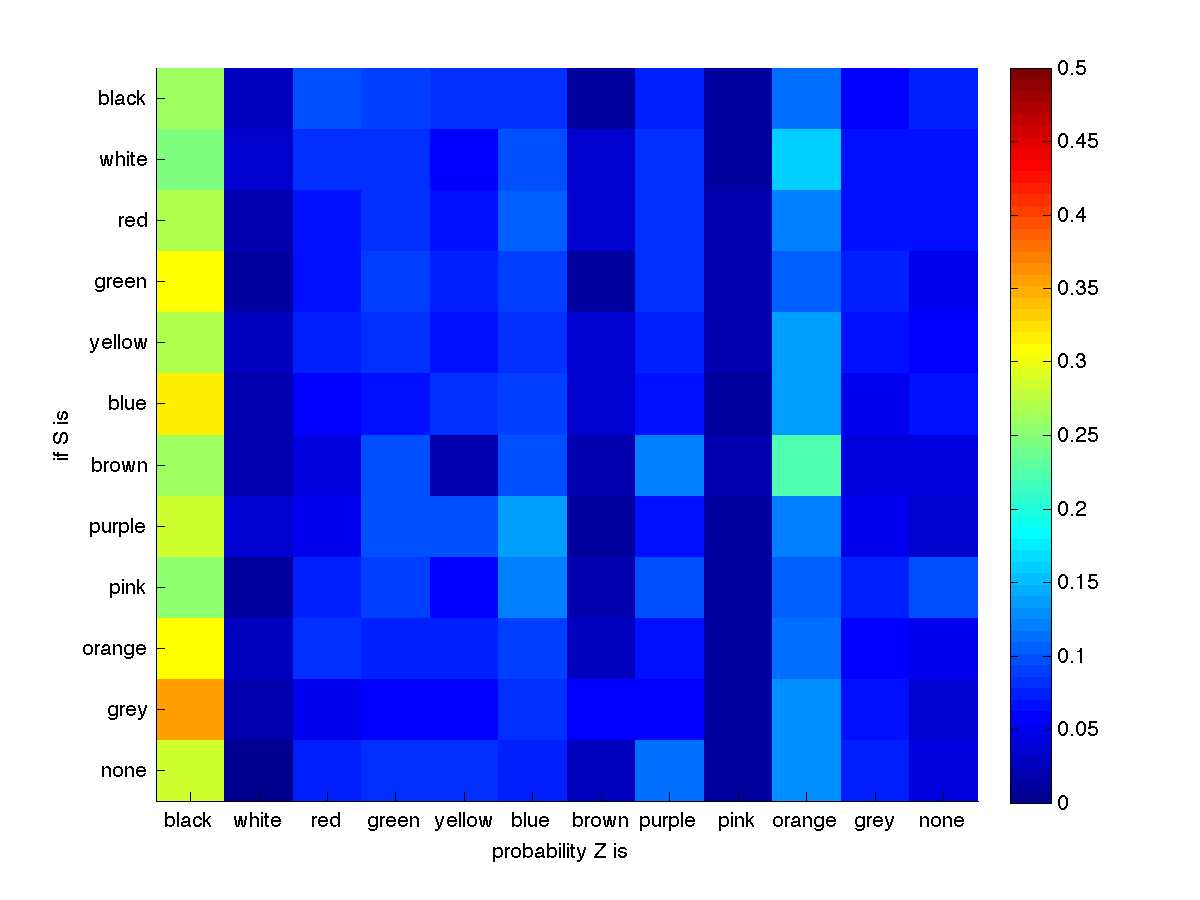 black
white
red
green
yellow
blue
brown
purple
pink
orange
grey
none
if S is
black white red green yellow blue brown purple pink orange grey none
probability Z is
0.5
0.45
0.4
0.35
0.3
0.25
0.2
0.15
0.1
0.05
0